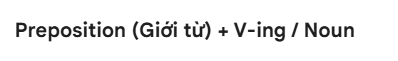 Preposition (Giới từ) + V-ing / Noun